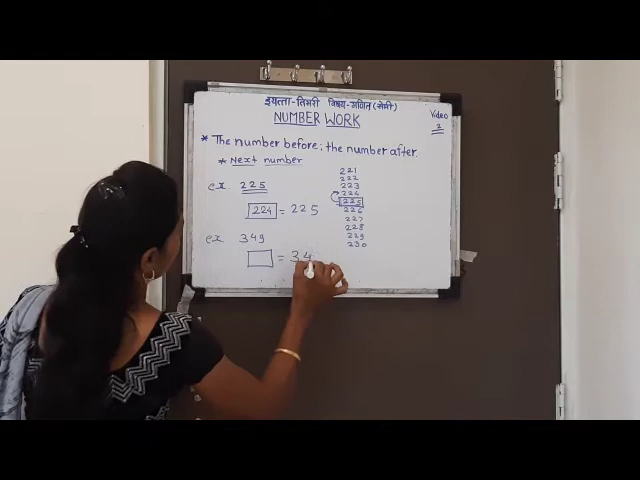 इयत्ता-तिसरी विषय-गणित (सेमी)
NUMBER WORK
Video
2
* The number before; the number after.
* Next number
ex 225
224 = 225
ex 349
= 34
221
222
223
224
225
226
227
228
229
230